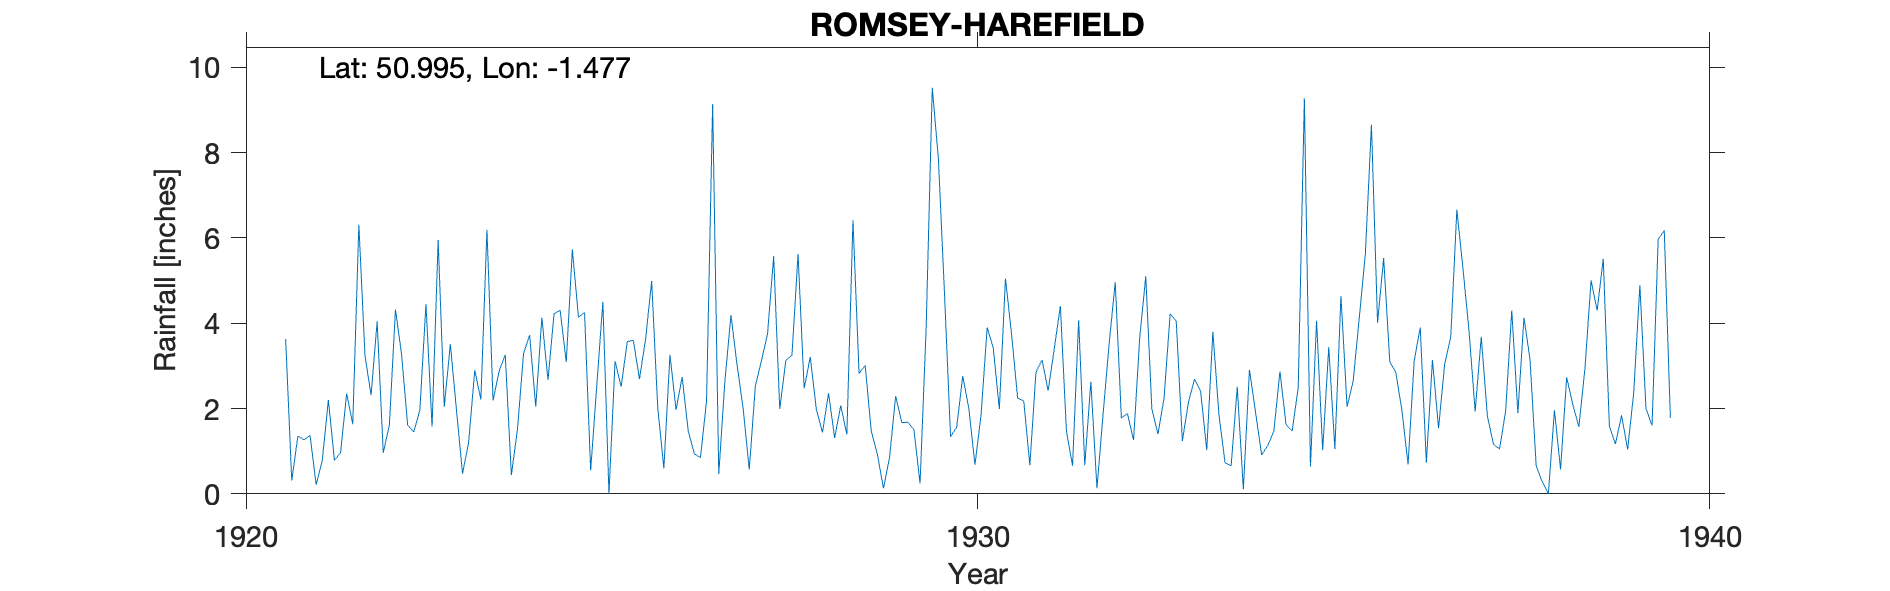 ROMSEY-HAREFIELD
Lat: 50.995, Lon: -1.477
10
8
6
4
2
0
Rainfall [inches]
1920 1930 1940
Year